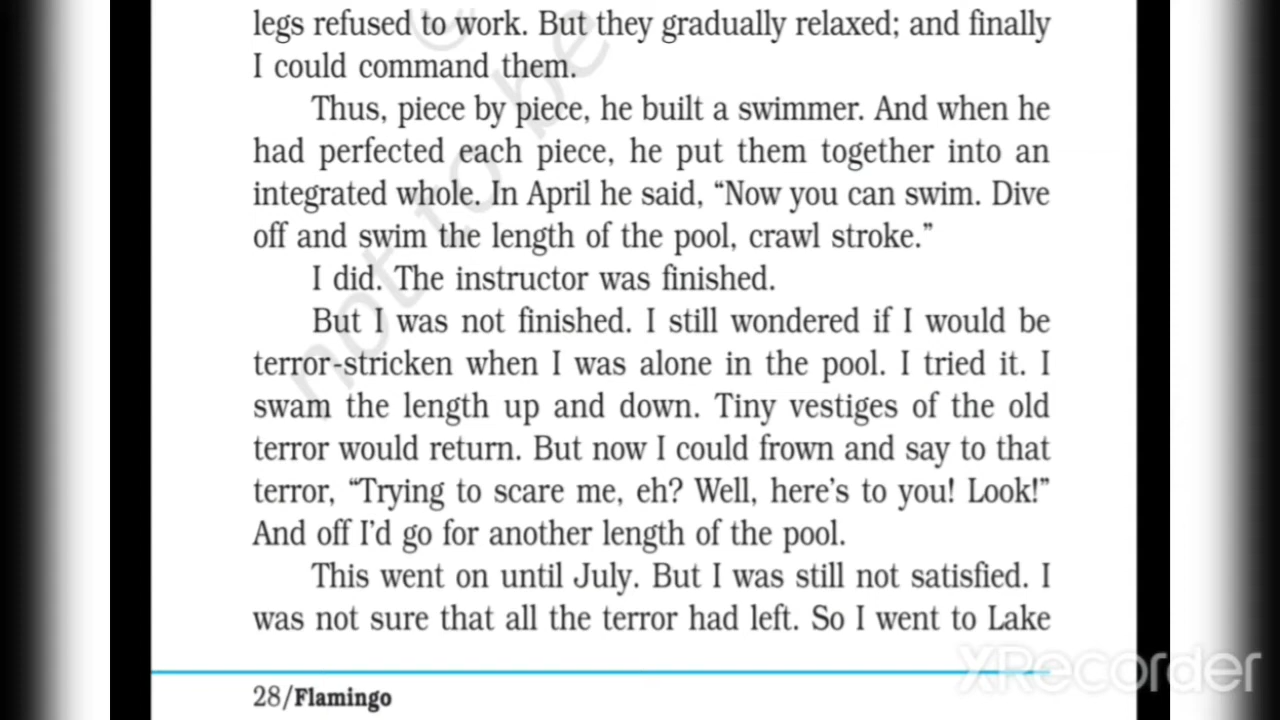 legs refused to work. But they gradually relaxed; and finally
I could command them.
Thus, piece by piece, he built a swimmer. And when he
had perfected each piece, he put them together into an
integrated whole. In April he said, “Now you can swim. Dive
off and swim the length of the pool, crawl stroke.”
I did. The instructor was finished.
But I was not finished. I still wondered if I would be
terror-stricken when I was alone in the pool. I tried it. I
swam the length up and down. Tiny vestiges of the old
terror would return. But now I could frown and say to that
terror, “Trying to scare me, eh? Well, here’s to you! Look!”
And off I’d go for another length of the pool.
This went on until July. But I was still not satisfied. I
was not sure that all the terror had left. So I went to Lake
XRecorder
28/Flamingo
©
not to be